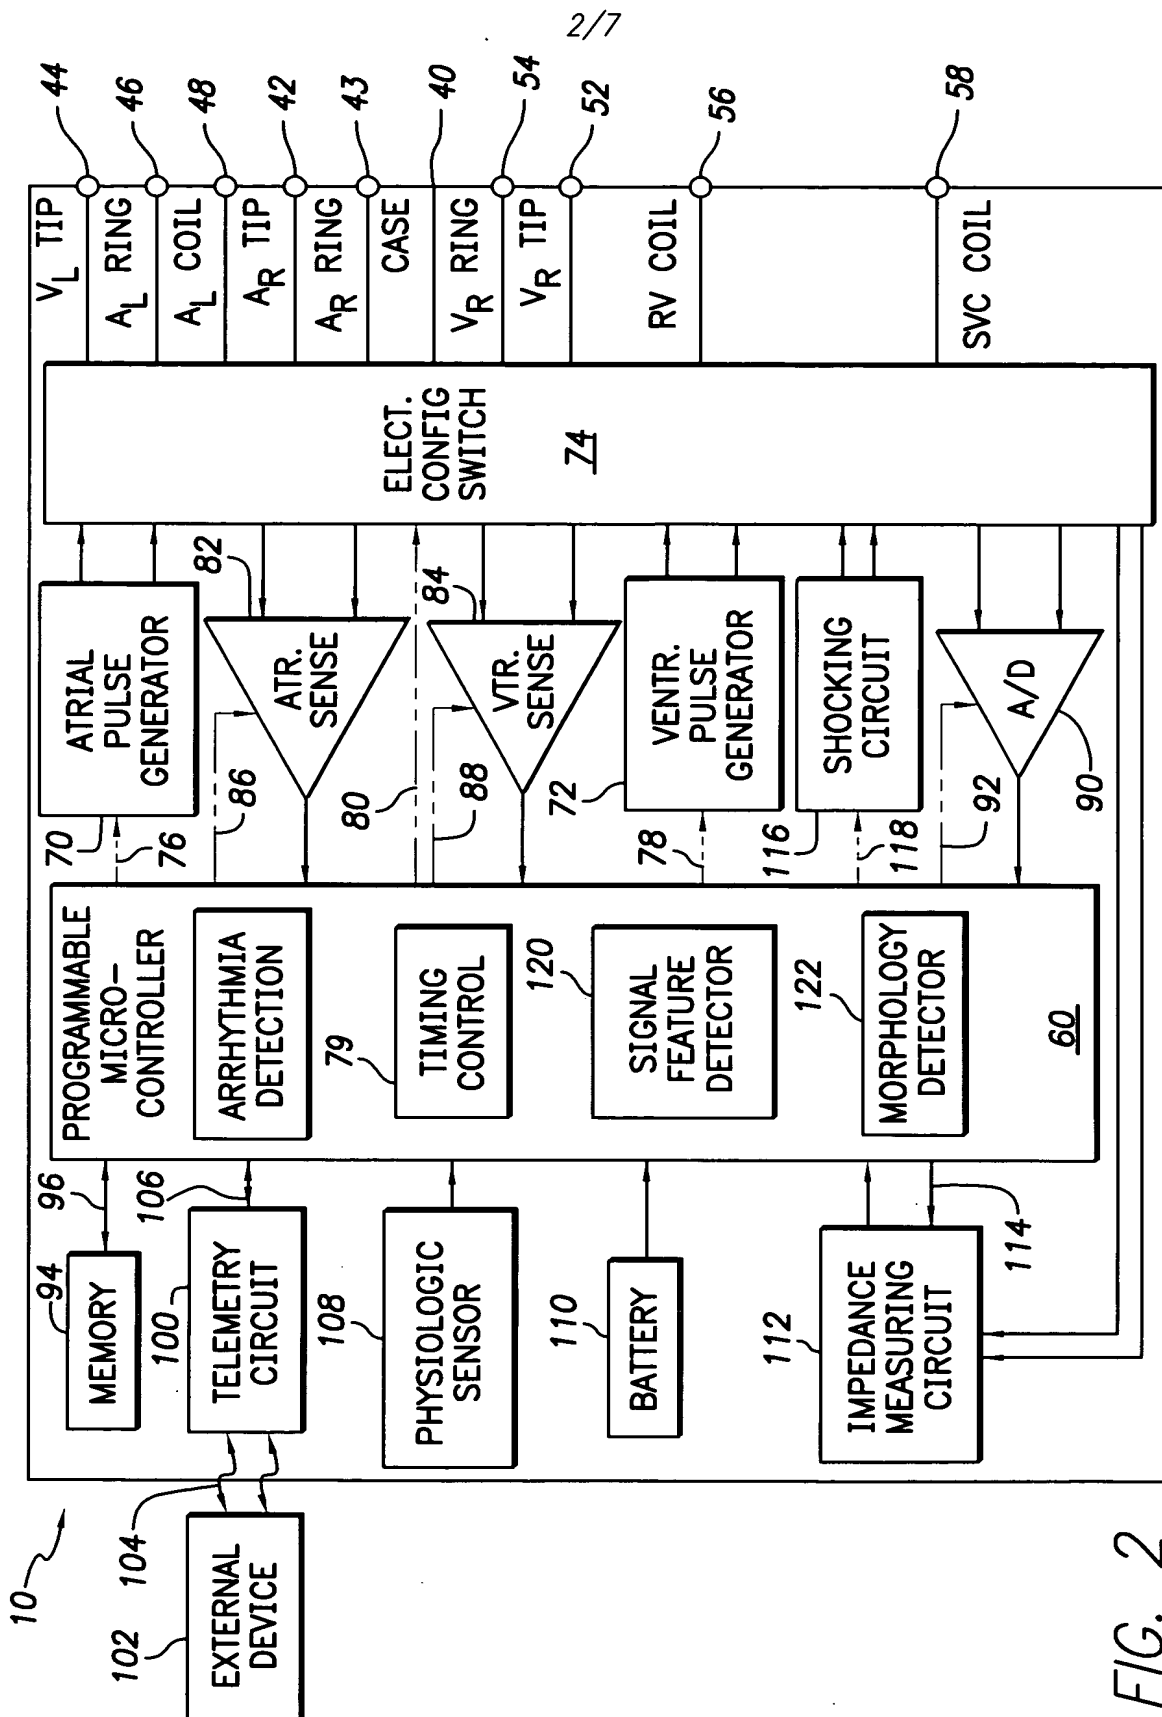 2/7
10
102
EXTERNAL
DEVICE
104
94
MEMORY
96
100
TELEMETRY
CIRCUIT
106
108
PHYSIOLOGIC
SENSOR
110
BATTERY
112
IMPEDANCE
MEASURING
CIRCUIT
114
PROGRAMMABLE
MICRO-
CONTROLLER
ARRHYTHMIA
DETECTION
79
TIMING
CONTROL
120
SIGNAL
FEATURE
DETECTOR
122
MORPHOLOGY
DETECTOR
60
70
76
ATRIAL
PULSE
GENERATOR
82
ATR.
SENSE
86
80
84
VTR.
SENSE
88
72
78
VENTR.
PULSE
GENERATOR
116
118
SHOCKING
CIRCUIT
92
A/D
90
ELECT.
CONFIG
SWITCH
74
VL TIP
44
AL RING
46
AL COIL
48
AR TIP
42
AR RING
43
CASE
40
VR RING
54
VR TIP
52
RV COIL
56
SVC COIL
58
FIG. 2